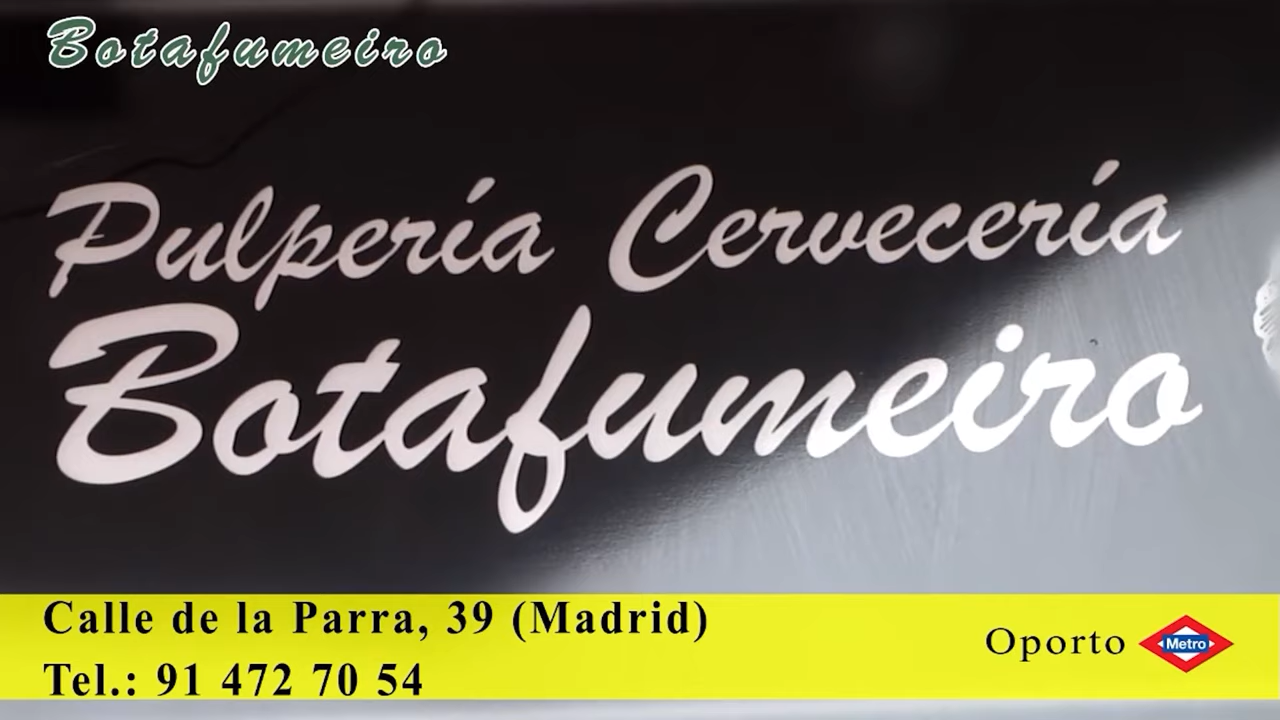 Botafumeiro
Pulpería Cervecería
Botafumeiro
Calle de la Parra, 39 (Madrid)
Tel.: 91 472 70 54
Oporto Metro